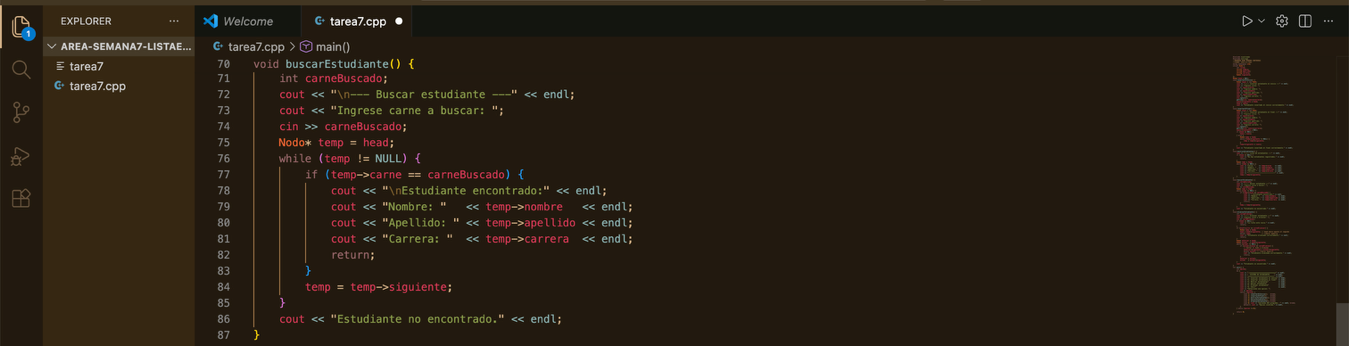 EXPLORER ...
Welcome
tarea7.cpp
...
AREA-SEMANA7-LISTAE...
tarea7.cpp > main()
tarea7
tarea7.cpp
1
70 void buscarEstudiante() {
71 int carneBuscado;
72 cout << "\n--- Buscar estudiante ---" << endl;
73 cout << "Ingrese carne a buscar: ";
74 cin >> carneBuscado;
75 Nodo* temp = head;
76 while (temp != NULL) {
77 if (temp->carne == carneBuscado) {
78 cout << "\nEstudiante encontrado:" << endl;
79 cout << "Nombre: " << temp->nombre << endl;
80 cout << "Apellido: " << temp->apellido << endl;
81 cout << "Carrera: " << temp->carrera << endl;
82 return;
83 }
84 temp = temp->siguiente;
85 }
86 cout << "Estudiante no encontrado." << endl;
87 }